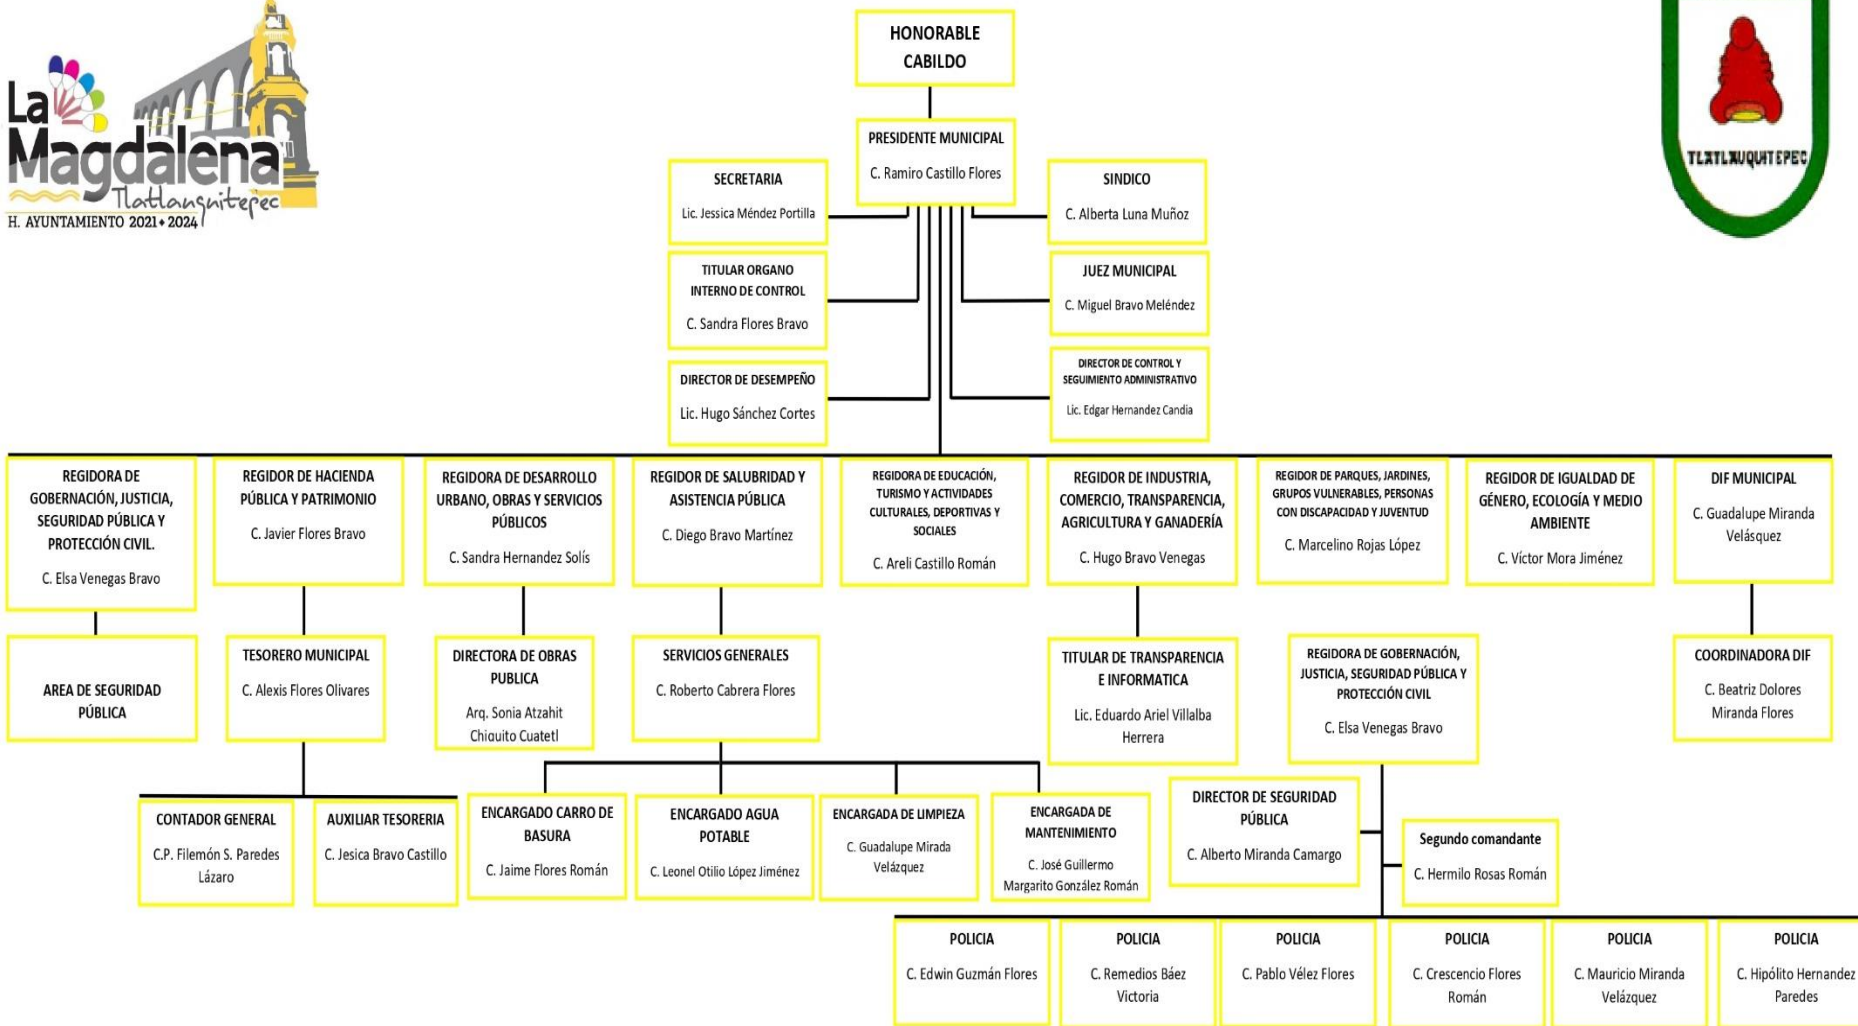 La
Magdalena
Tlatlauquitepec
H. AYUNTAMIENTO 2021+2024
TLATLAUQUITEPEC
HONORABLE
CABILDO
PRESIDENTE MUNICIPAL
C. Ramiro Castillo Flores
SECRETARIA
Lic. Jessica Méndez Portilla
SINDICO
C. Alberta Luna Muñoz
TITULAR ORGANO
INTERNO DE CONTROL
C. Sandra Flores Bravo
JUEZ MUNICIPAL
C. Miguel Bravo Meléndez
DIRECTOR DE DESEMPEÑO
Lic. Hugo Sánchez Cortes
DIRECTOR DE CONTROL Y
SEGUIMIENTO ADMINISTRATIVO
Lic. Edgar Hernandez Candia
REGIDORA DE
GOBERNACIÓN, JUSTICIA,
SEGURIDAD PÚBLICA Y
PROTECCIÓN CIVIL.
C. Elsa Venegas Bravo
REGIDOR DE HACIENDA
PÚBLICA Y PATRIMONIO
C. Javier Flores Bravo
REGIDORA DE DESARROLLO
URBANO, OBRAS Y SERVICIOS
PÚBLICOS
C. Sandra Hernandez Solís
REGIDOR DE SALUBRIDAD Y
ASISTENCIA PÚBLICA
C. Diego Bravo Martínez
REGIDORA DE EDUCACIÓN,
TURISMO Y ACTIVIDADES
CULTURALES, DEPORTIVAS Y
SOCIALES
C. Areli Castillo Román
REGIDOR DE INDUSTRIA,
COMERCIO, TRANSPARENCIA,
AGRICULTURA Y GANADERÍA
C. Hugo Bravo Venegas
REGIDOR DE PARQUES, JARDINES,
GRUPOS VULNERABLES, PERSONAS
CON DISCAPACIDAD Y JUVENTUD
C. Marcelino Rojas López
REGIDOR DE IGUALDAD DE
GÉNERO, ECOLOGÍA Y MEDIO
AMBIENTE
C. Víctor Mora Jiménez
DIF MUNICIPAL
C. Guadalupe Miranda
Velásquez
AREA DE SEGURIDAD
PÚBLICA
TESORERO MUNICIPAL
C. Alexis Flores Olivares
DIRECTORA DE OBRAS
PUBLICA
Arq. Sonia Atzahit
Chiquito Cuatetl
SERVICIOS GENERALES
C. Roberto Cabrera Flores
TITULAR DE TRANSPARENCIA
E INFORMATICA
Lic. Eduardo Ariel Villalba
Herrera
REGIDORA DE GOBERNACIÓN,
JUSTICIA, SEGURIDAD PÚBLICA Y
PROTECCIÓN CIVIL
C. Elsa Venegas Bravo
COORDINADORA DIF
C. Beatriz Dolores
Miranda Flores
CONTADOR GENERAL
C.P. Filemón S. Paredes
Lázaro
AUXILIAR TESORERIA
C. Jesica Bravo Castillo
ENCARGADO CARRO DE
BASURA
C. Jaime Flores Román
ENCARGADO AGUA
POTABLE
C. Leonel Otilio López Jiménez
ENCARGADA DE LIMPIEZA
C. Guadalupe Mirada
Velázquez
ENCARGADA DE
MANTENIMIENTO
C. José Guillermo
Margarito González Román
DIRECTOR DE SEGURIDAD
PÚBLICA
C. Alberto Miranda Camargo
Segundo comandante
C. Hermilo Rosas Román
POLICIA
C. Edwin Guzmán Flores
POLICIA
C. Remedios Báez
Victoria
POLICIA
C. Pablo Vélez Flores
POLICIA
C. Crescencio Flores
Román
POLICIA
C. Mauricio Miranda
Velázquez
POLICIA
C. Hipólito Hernandez
Paredes